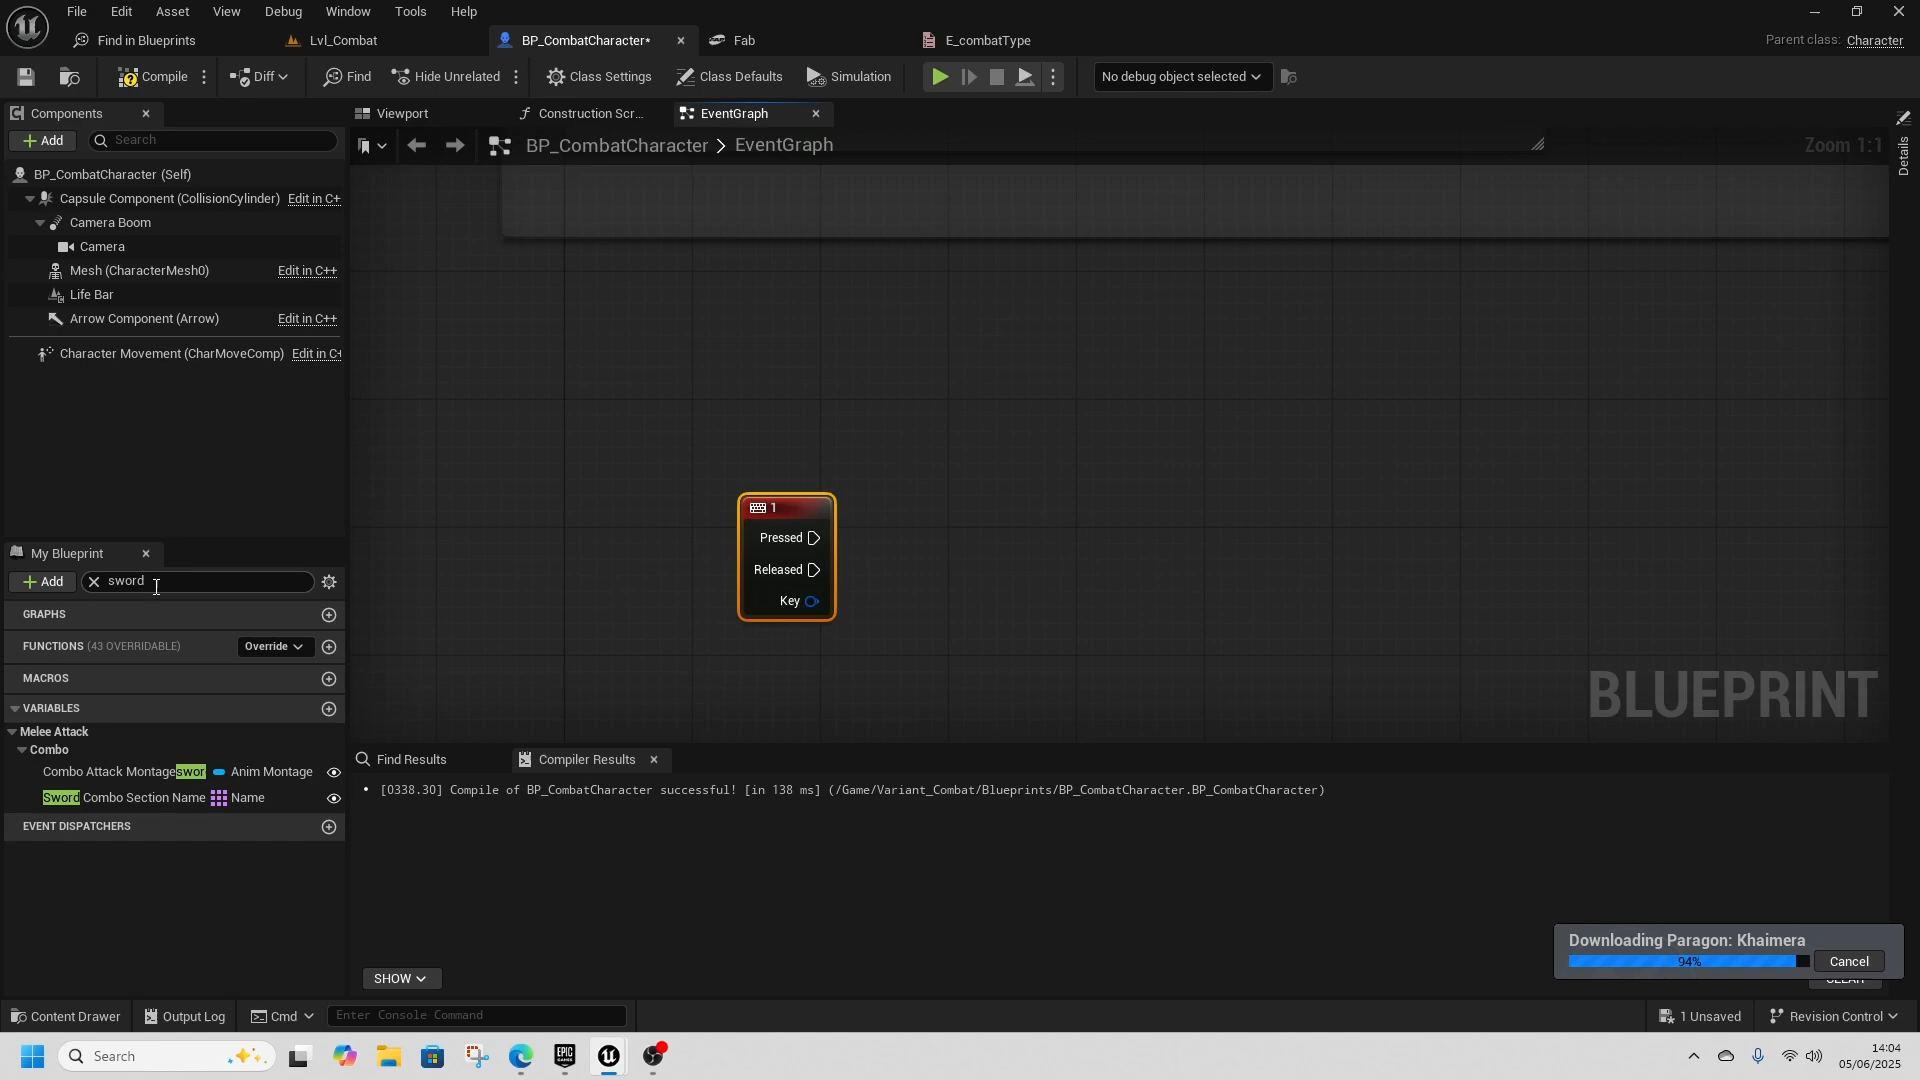 File Edit Asset View Debug Window Tools Help
Find in Blueprints Lvl_Combat BP_CombatCharacter* Fab E_combatType Parent class: Character
Compile Diff Find Hide Unrelated Class Settings Class Defaults Simulation No debug object selected
Components Viewport Construction Scr... EventGraph
Add Search BP_CombatCharacter > EventGraph Zoom 1:1
Details
BP_CombatCharacter (Self)
Capsule Component (CollisionCylinder) Edit in C+
Camera Boom
Camera
Mesh (CharacterMesh0) Edit in C++
Life Bar
Arrow Component (Arrow) Edit in C++
Character Movement (CharMoveComp) Edit in C+
1
Pressed
Released
Key
My Blueprint
Add sword
GRAPHS
FUNCTIONS (43 OVERRIDABLE) Override
MACROS
VARIABLES
Melee Attack
Combo
Combo Attack Montageswor Anim Montage
Sword Combo Section Name Name
EVENT DISPATCHERS
BLUEPRINT
Find Results Compiler Results
• [0338.30] Compile of BP_CombatCharacter successful! [in 138 ms] (/Game/Variant_Combat/Blueprints/BP_CombatCharacter.BP_CombatCharacter)
Downloading Paragon: Khaimera
94% Cancel
SHOW CLEAR
Content Drawer Output Log Cmd Enter Console Command 1 Unsaved Revision Control
Search EPIC GAMES 14:04
05/06/2025